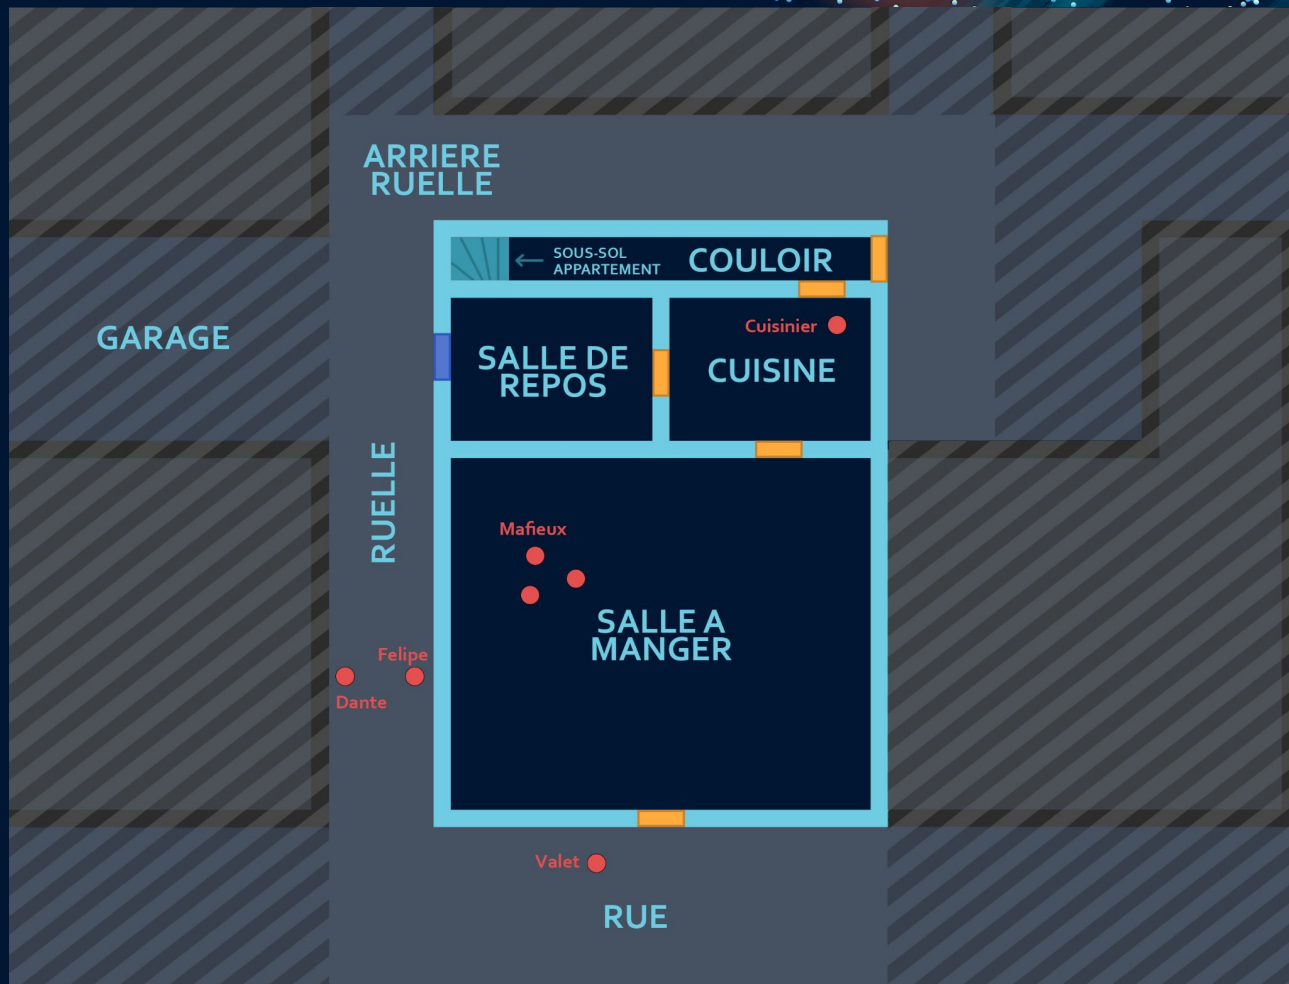 ARRIERE
RUELLE
SOUS-SOL
APPARTEMENT
COULOIR
Cuisinier
GARAGE
SALLE DE
REPOS
CUISINE
RUELLE
Mafieux
SALLE A
MANGER
Felipe
Dante
Valet
RUE